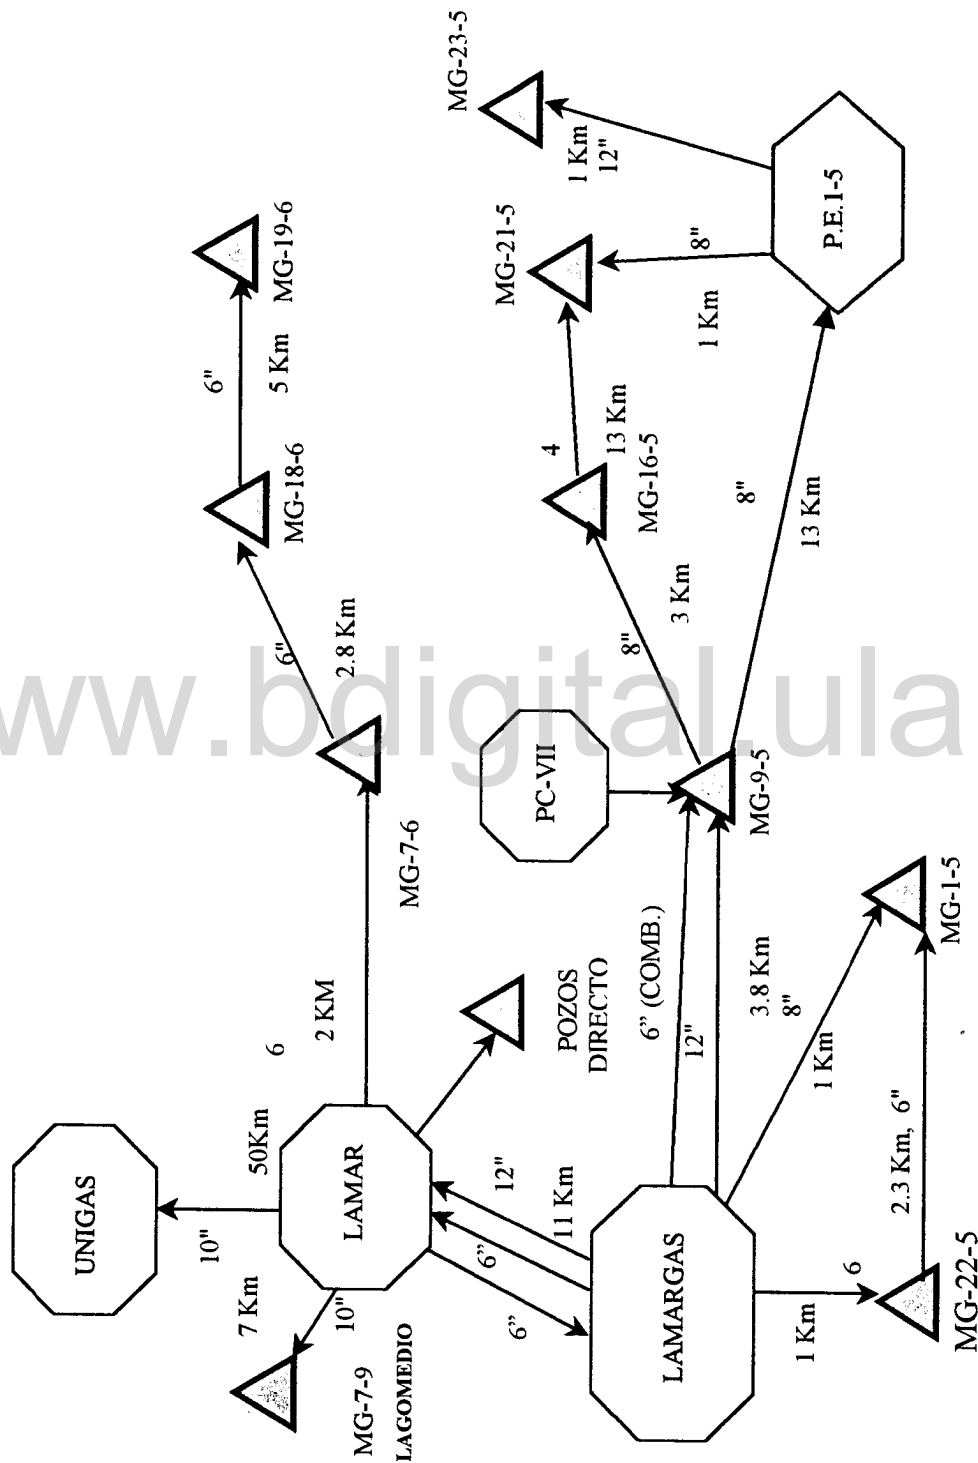 UNIGAS
10"
50Km
7 Km
10"
MG-7-9
LAGOMEDIO
LAMAR
6
2 KM
MG-7-6
6"
2.8 Km
MG-18-6
6"
5 Km
MG-19-6
POZOS
DIRECTO
6”
6”
12"
11 Km
LAMARGAS
6” (COMB.)
12"
3.8 Km
8"
1 Km
1 Km
6
MG-22-5
2.3 Km, 6"
MG-1-5
PC-VII
MG-9-5
8"
3 Km
MG-16-5
4
13 Km
MG-21-5
8"
13 Km
P.E.1-5
8"
1 Km
1 Km
12"
MG-23-5
ww.bdigital.ula